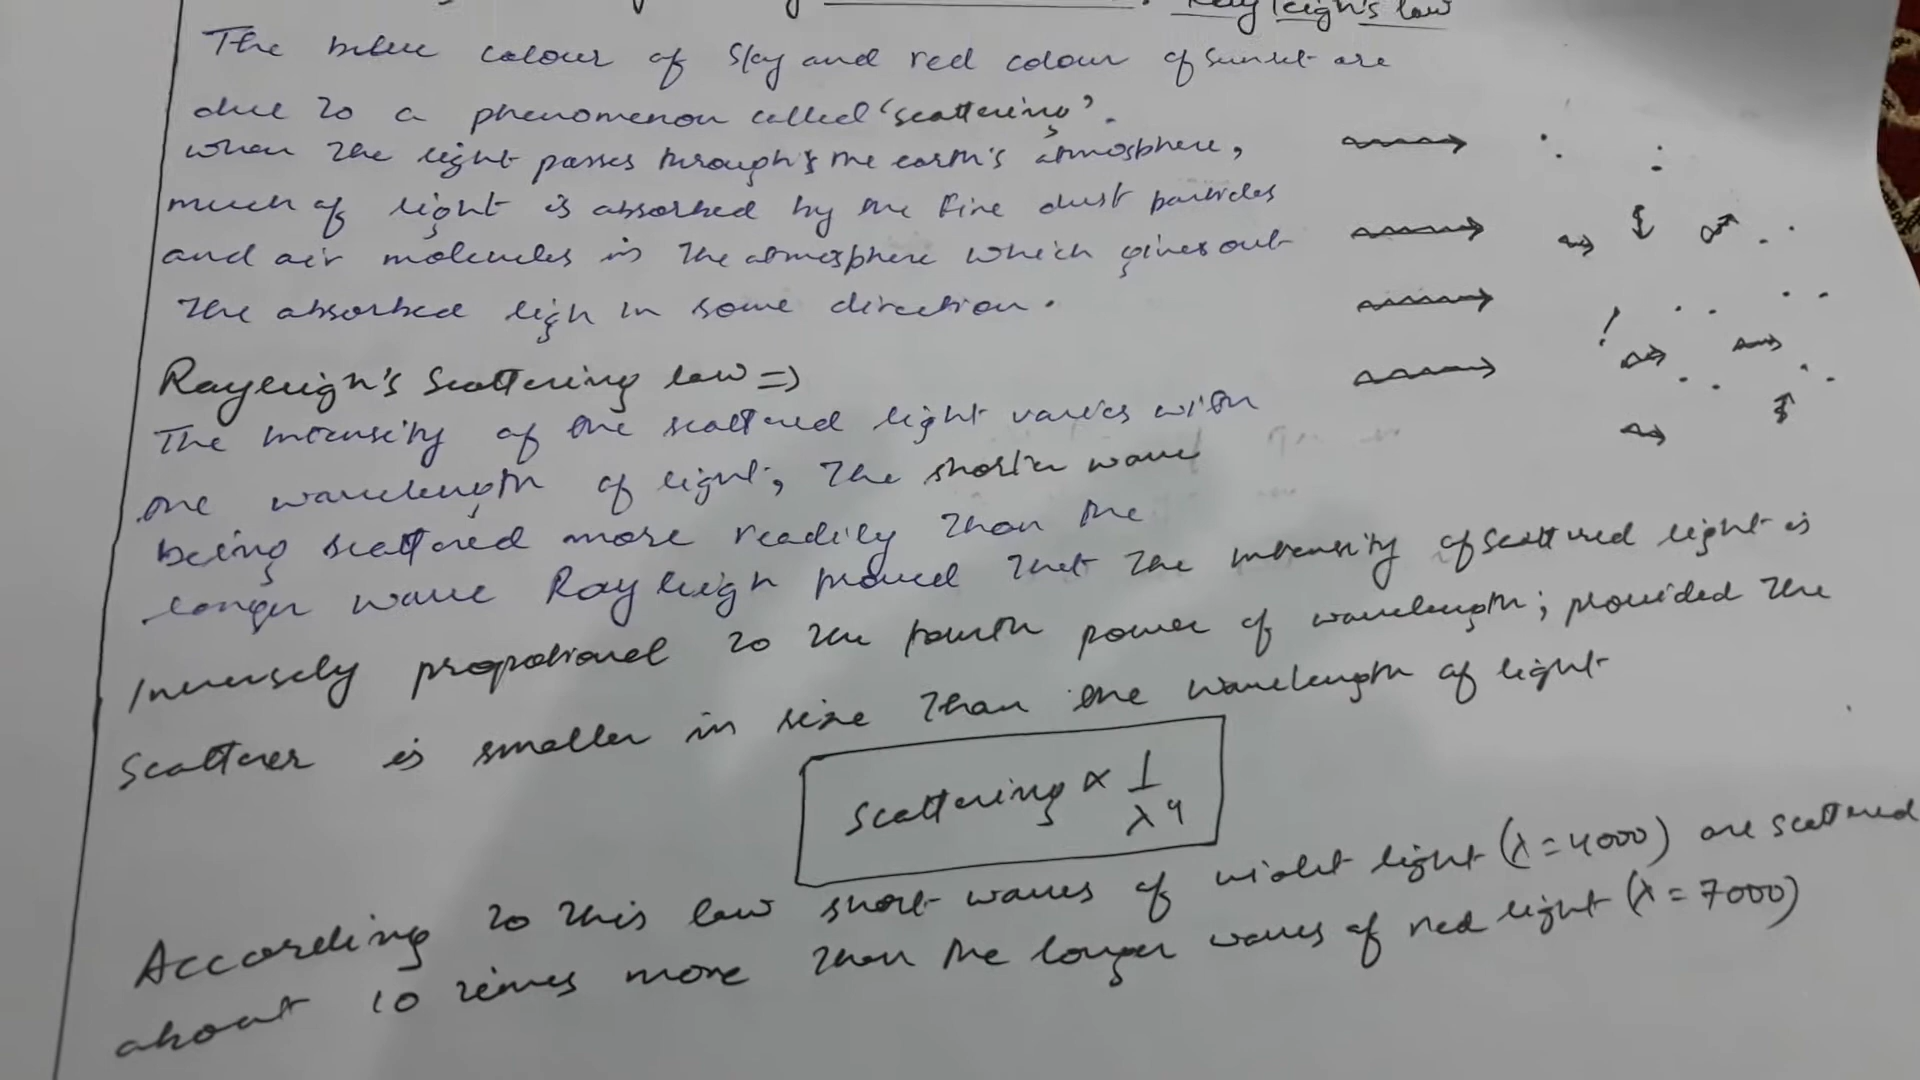 Rayleigh's law
The blue colour of sky and red colour of sunset are
due to a phenomenon called 'scattering'.
when the light passes through the earth's atmosphere,
much of light is absorbed by the fine dust particles
and air molecules in the atmosphere which gives out
the absorbed ligh in some direction.
Rayleigh's Scattering law =>
The intensity of the scattered light varies with
the wavelength of light, The shorter wave
being scattered more readily than the
longer wave Rayleigh proved that the intensity of scattered light is
Inversely propotional to the fourth power of wavelength; provided the
Scatterer is smaller in size than the wavelength of light
Scattering ∝ 1/λ⁴
According to this law short waves of violet light (λ=4000) are scattered
about 10 times more than the longer waves of red light (λ=7000)